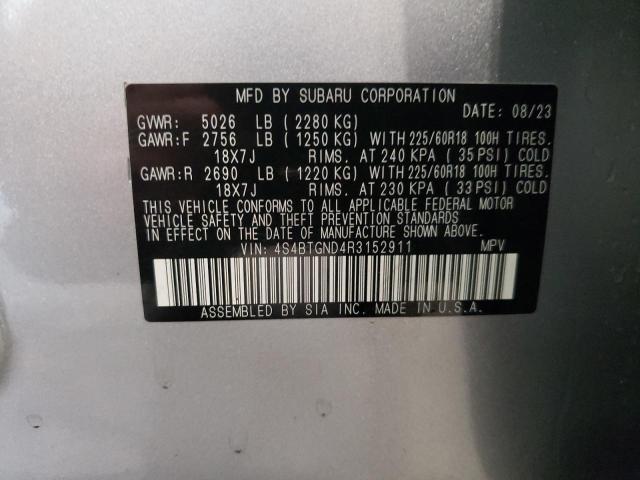 MFD BY SUBARU CORPORATION
DATE: 08/23
GVWR: 5026 LB ( 2280 KG)
GAWR:F 2756 LB ( 1250 KG) WITH 225/60R18 100H TIRES.
18X7J RIMS. AT 240 KPA ( 35 PSI) COLD
GAWR:R 2690 LB ( 1220 KG) WITH 225/60R18 100H TIRES.
18X7J RIMS. AT 230 KPA ( 33 PSI) COLD
THIS VEHICLE CONFORMS TO ALL APPLICABLE FEDERAL MOTOR
VEHICLE SAFETY AND THEFT PREVENTION STANDARDS
IN EFFECT ON THE DATE OF MANUFACTURE SHOWN ABOVE.
VIN: 4S4BTGND4R3152911 MPV
ASSEMBLED BY SIA INC. MADE IN U.S.A.